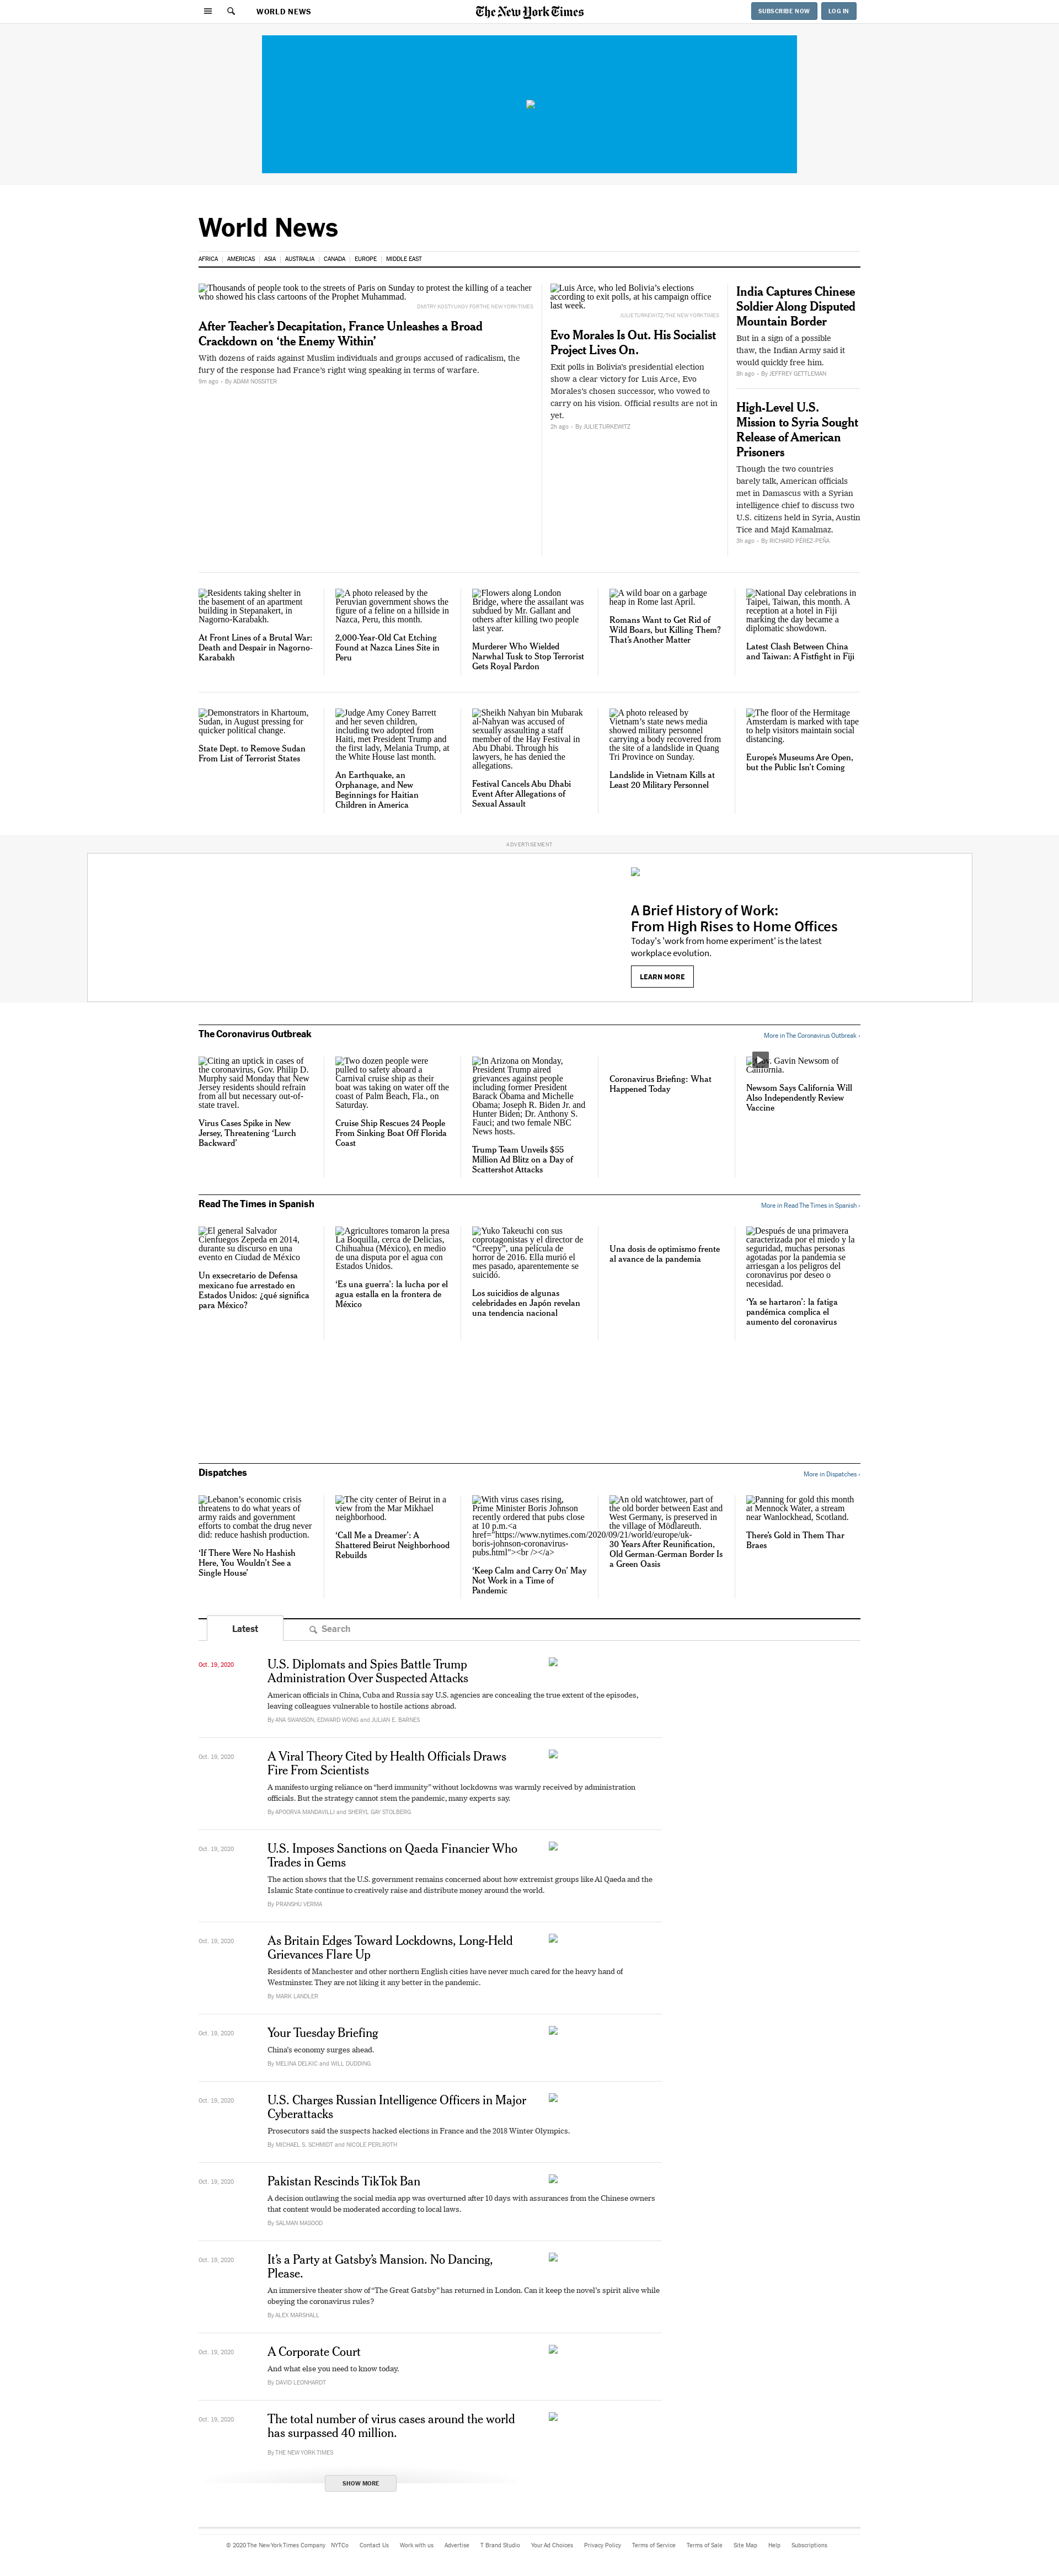 WORLD NEWS
The New York Times
SUBSCRIBE NOW
LOG IN
World News
AFRICA
AMERICAS
ASIA
AUSTRALIA
CANADA
EUROPE
MIDDLE EAST
Thousands of people took to the streets of Paris on Sunday to protest the killing of a teacher
who showed his class cartoons of the Prophet Muhammad.
DMITRY KOSTYUKOV FOR THE NEW YORK TIMES
After Teacher's Decapitation, France Unleashes a Broad
Crackdown on 'the Enemy Within'
With dozens of raids against Muslim individuals and groups accused of radicalism, the
fury of the response had France's right wing speaking in terms of warfare.
9m ago • By ADAM NOSSITER
Luis Arce, who led Bolivia's elections
according to exit polls, at his campaign office
last week.
JULIE TURKEWITZ/THE NEW YORK TIMES
Evo Morales Is Out. His Socialist
Project Lives On.
Exit polls in Bolivia's presidential election
show a clear victory for Luis Arce, Evo
Morales's chosen successor, who vowed to
carry on his vision. Official results are not in
yet.
2h ago • By JULIE TURKEWITZ
India Captures Chinese
Soldier Along Disputed
Mountain Border
But in a sign of a possible
thaw, the Indian Army said it
would quickly free him.
8h ago • By JEFFREY GETTLEMAN
High-Level U.S.
Mission to Syria Sought
Release of American
Prisoners
Though the two countries
barely talk, American officials
met in Damascus with a Syrian
intelligence chief to discuss two
U.S. citizens held in Syria, Austin
Tice and Majd Kamalmaz.
3h ago • By RICHARD PÉREZ-PEÑA
Residents taking shelter in
the basement of an apartment
building in Stepanakert, in
Nagorno-Karabakh.
At Front Lines of a Brutal War:
Death and Despair in Nagorno-
Karabakh
A photo released by the
Peruvian government shows the
figure of a feline on a hillside in
Nazca, Peru, this month.
2,000-Year-Old Cat Etching
Found at Nazca Lines Site in
Peru
Flowers along London
Bridge, where the assailant was
subdued by Mr. Gallant and
others after killing two people
last year.
Murderer Who Wielded
Narwhal Tusk to Stop Terrorist
Gets Royal Pardon
A wild boar on a garbage
heap in Rome last April.
Romans Want to Get Rid of
Wild Boars, but Killing Them?
That's Another Matter
National Day celebrations in
Taipei, Taiwan, this month. A
reception at a hotel in Fiji
marking the day became a
diplomatic showdown.
Latest Clash Between China
and Taiwan: A Fistfight in Fiji
Demonstrators in Khartoum,
Sudan, in August pressing for
quicker political change.
State Dept. to Remove Sudan
From List of Terrorist States
Judge Amy Coney Barrett
and her seven children,
including two adopted from
Haiti, met President Trump and
the first lady, Melania Trump, at
the White House last month.
An Earthquake, an
Orphanage, and New
Beginnings for Haitian
Children in America
Sheikh Nahyan bin Mubarak
al-Nahyan was accused of
sexually assaulting a staff
member of the Hay Festival in
Abu Dhabi. Through his
lawyers, he has denied the
allegations.
Festival Cancels Abu Dhabi
Event After Allegations of
Sexual Assault
A photo released by
Vietnam's state news media
showed military personnel
carrying a body recovered from
the site of a landslide in Quang
Tri Province on Sunday.
Landslide in Vietnam Kills at
Least 20 Military Personnel
The floor of the Hermitage
Amsterdam is marked with tape
to help visitors maintain social
distancing.
Europe's Museums Are Open,
but the Public Isn't Coming
ADVERTISEMENT
A Brief History of Work:
From High Rises to Home Offices
Today's 'work from home experiment' is the latest
workplace evolution.
LEARN MORE
The Coronavirus Outbreak
More in The Coronavirus Outbreak ›
Citing an uptick in cases of
the coronavirus, Gov. Philip D.
Murphy said Monday that New
Jersey residents should refrain
from all but necessary out-of-
state travel.
Virus Cases Spike in New
Jersey, Threatening 'Lurch
Backward'
Two dozen people were
pulled to safety aboard a
Carnival cruise ship as their
boat was taking on water off the
coast of Palm Beach, Fla., on
Saturday.
Cruise Ship Rescues 24 People
From Sinking Boat Off Florida
Coast
In Arizona on Monday,
President Trump aired
grievances against people
including former President
Barack Obama and Michelle
Obama; Joseph R. Biden Jr. and
Hunter Biden; Dr. Anthony S.
Fauci; and two female NBC
News hosts.
Trump Team Unveils $55
Million Ad Blitz on a Day of
Scattershot Attacks
Coronavirus Briefing: What
Happened Today
Gavin Newsom of
California.
Newsom Says California Will
Also Independently Review
Vaccine
Read The Times in Spanish
More in Read The Times in Spanish ›
El general Salvador
Cienfuegos Zepeda en 2014,
durante su discurso en una
evento en Ciudad de México
Un exsecretario de Defensa
mexicano fue arrestado en
Estados Unidos: ¿qué significa
para México?
Agricultores tomaron la presa
La Boquilla, cerca de Delicias,
Chihuahua (México), en medio
de una disputa por el agua con
Estados Unidos.
'Es una guerra': la lucha por el
agua estalla en la frontera de
México
Yuko Takeuchi con sus
coprotagonistas y el director de
"Creepy", una película de
horror de 2016. Ella murió el
mes pasado, aparentemente se
suicidó.
Los suicidios de algunas
celebridades en Japón revelan
una tendencia nacional
Una dosis de optimismo frente
al avance de la pandemia
Después de una primavera
caracterizada por el miedo y la
seguridad, muchas personas
agotadas por la pandemia se
arriesgan a los peligros del
coronavirus por deseo o
necesidad.
'Ya se hartaron': la fatiga
pandémica complica el
aumento del coronavirus
Dispatches
More in Dispatches ›
Lebanon's economic crisis
threatens to do what years of
army raids and government
efforts to combat the drug never
did: reduce hashish production.
'If There Were No Hashish
Here, You Wouldn't See a
Single House'
The city center of Beirut in a
view from the Mar Mikhael
neighborhood.
'Call Me a Dreamer': A
Shattered Beirut Neighborhood
Rebuilds
With virus cases rising,
Prime Minister Boris Johnson
recently ordered that pubs close
at 10 p.m.<a
href="https://www.nytimes.com/2020/09/21/world/europe/uk-
boris-johnson-coronavirus-
pubs.html"><br /></a>
'Keep Calm and Carry On' May
Not Work in a Time of
Pandemic
An old watchtower, part of
the old border between East and
West Germany, is preserved in
the village of Mödlareuth.
30 Years After Reunification,
Old German-German Border Is
a Green Oasis
Panning for gold this month
at Mennock Water, a stream
near Wanlockhead, Scotland.
There's Gold in Them Thar
Braes
Latest
Search
Oct. 19, 2020
U.S. Diplomats and Spies Battle Trump
Administration Over Suspected Attacks
American officials in China, Cuba and Russia say U.S. agencies are concealing the true extent of the episodes,
leaving colleagues vulnerable to hostile actions abroad.
By ANA SWANSON, EDWARD WONG and JULIAN E. BARNES
Oct. 19, 2020
A Viral Theory Cited by Health Officials Draws
Fire From Scientists
A manifesto urging reliance on "herd immunity" without lockdowns was warmly received by administration
officials. But the strategy cannot stem the pandemic, many experts say.
By APOORVA MANDAVILLI and SHERYL GAY STOLBERG
Oct. 19, 2020
U.S. Imposes Sanctions on Qaeda Financier Who
Trades in Gems
The action shows that the U.S. government remains concerned about how extremist groups like Al Qaeda and the
Islamic State continue to creatively raise and distribute money around the world.
By PRANSHU VERMA
Oct. 19, 2020
As Britain Edges Toward Lockdowns, Long-Held
Grievances Flare Up
Residents of Manchester and other northern English cities have never much cared for the heavy hand of
Westminster. They are not liking it any better in the pandemic.
By MARK LANDLER
Oct. 19, 2020
Your Tuesday Briefing
China's economy surges ahead.
By MELINA DELKIC and WILL DUDDING
Oct. 19, 2020
U.S. Charges Russian Intelligence Officers in Major
Cyberattacks
Prosecutors said the suspects hacked elections in France and the 2018 Winter Olympics.
By MICHAEL S. SCHMIDT and NICOLE PERLROTH
Oct. 19, 2020
Pakistan Rescinds TikTok Ban
A decision outlawing the social media app was overturned after 10 days with assurances from the Chinese owners
that content would be moderated according to local laws.
By SALMAN MASOOD
Oct. 19, 2020
It's a Party at Gatsby's Mansion. No Dancing,
Please.
An immersive theater show of "The Great Gatsby" has returned in London. Can it keep the novel's spirit alive while
obeying the coronavirus rules?
By ALEX MARSHALL
Oct. 19, 2020
A Corporate Court
And what else you need to know today.
By DAVID LEONHARDT
Oct. 19, 2020
The total number of virus cases around the world
has surpassed 40 million.
By THE NEW YORK TIMES
SHOW MORE
© 2020 The New York Times Company
NYTCo
Contact Us
Work with us
Advertise
T Brand Studio
Your Ad Choices
Privacy Policy
Terms of Service
Terms of Sale
Site Map
Help
Subscriptions